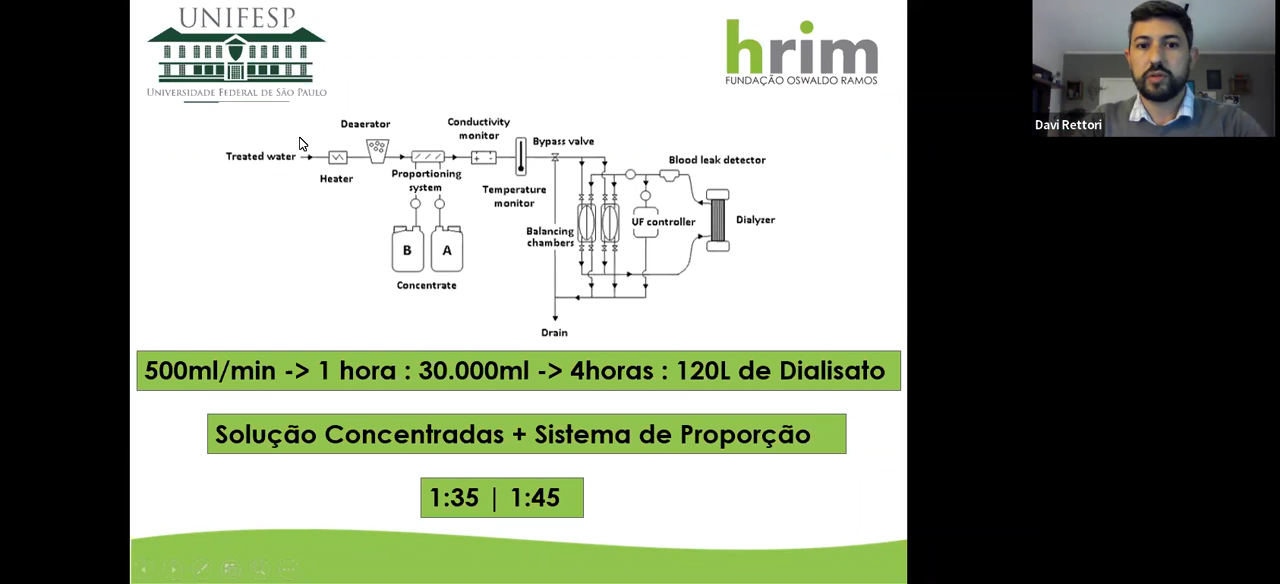 UNIFESP
UNIVERSIDADE FEDERAL DE SÃO PAULO
hrim
FUNDAÇÃO OSWALDO RAMOS
Davi Rettori
Deaerator
Conductivity
monitor
Bypass valve
Treated water
Blood leak detector
Heater
Proportioning
system
Temperature
monitor
UF controller
Dialyzer
Balancing
chambers
B
A
Concentrate
Drain
500ml/min -> 1 hora : 30.000ml -> 4horas : 120L de Dialisato
Solução Concentradas + Sistema de Proporção
1:35 | 1:45